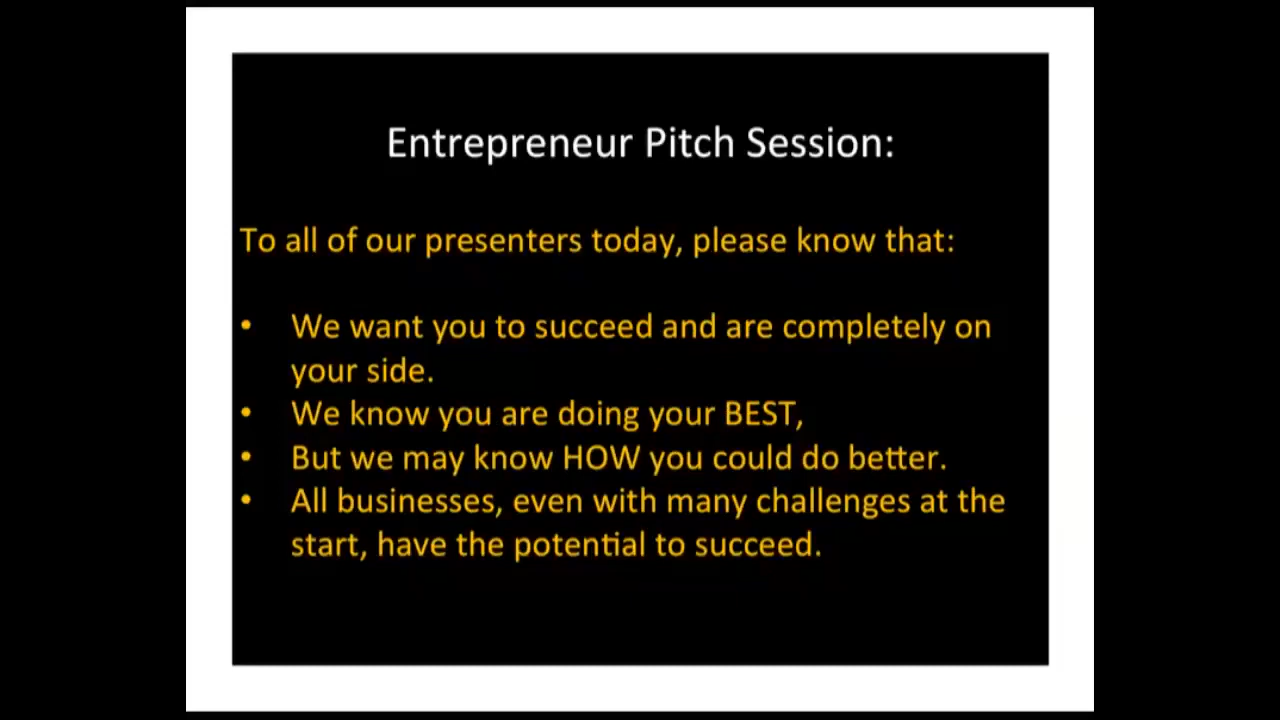 Entrepreneur Pitch Session:
To all of our presenters today, please know that:
• We want you to succeed and are completely on
your side.
• We know you are doing your BEST,
• But we may know HOW you could do better.
• All businesses, even with many challenges at the
start, have the potential to succeed.